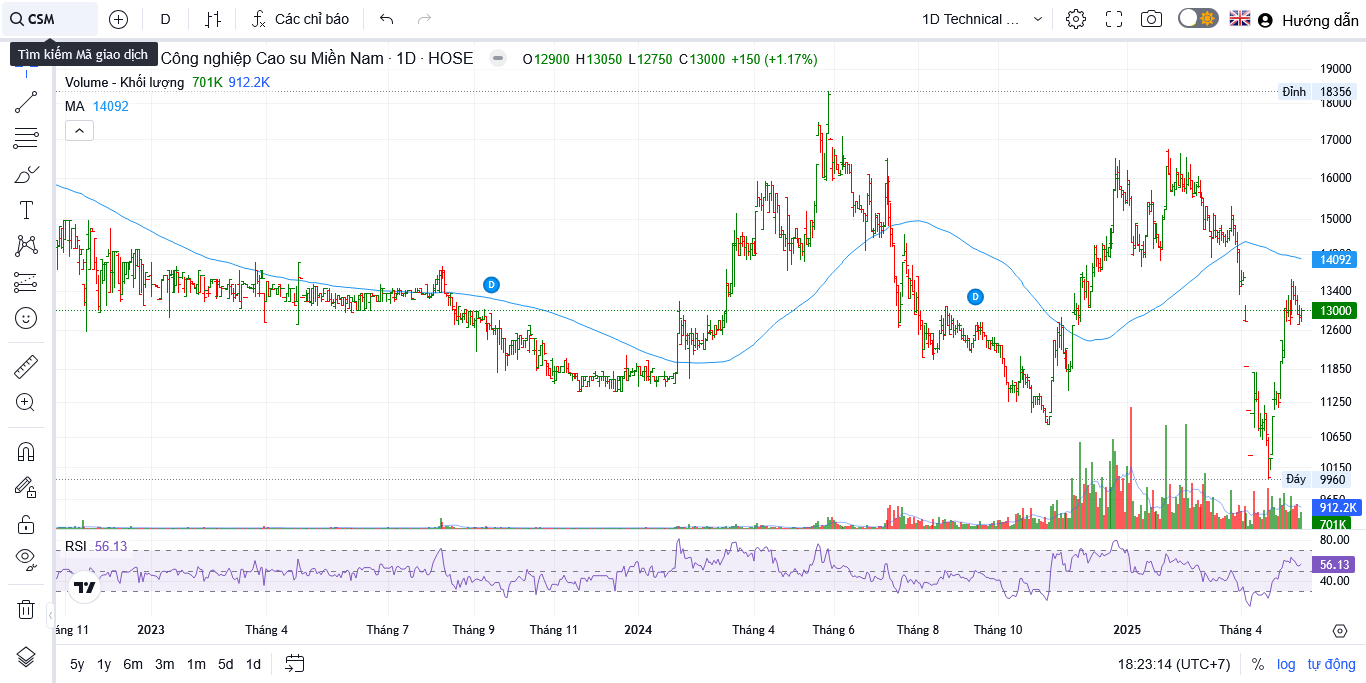 CSM
D
Các chỉ báo
1D Technical ...
Hướng dẫn
Tìm kiếm Mã giao dịch
Công nghiệp Cao su Miền Nam · 1D · HOSE
O12900 H13050 L12750 C13000 +150 (+1.17%)
Volume - Khối lượng 701K 912.2K
MA 14092
19000
Đỉnh 18356
18000
17000
16000
15000
14092
13400
13000
12600
11850
11250
10650
10150
Đáy 9960
912.2K
701K
D
D
RSI 56.13
80.00
56.13
40.00
áng 11 2023 Tháng 4 Tháng 7 Tháng 9 Tháng 11 2024 Tháng 4 Tháng 6 Tháng 8 Tháng 10 2025 Tháng 4
5y 1y 6m 3m 1m 5d 1d
18:23:14 (UTC+7) % log tự động